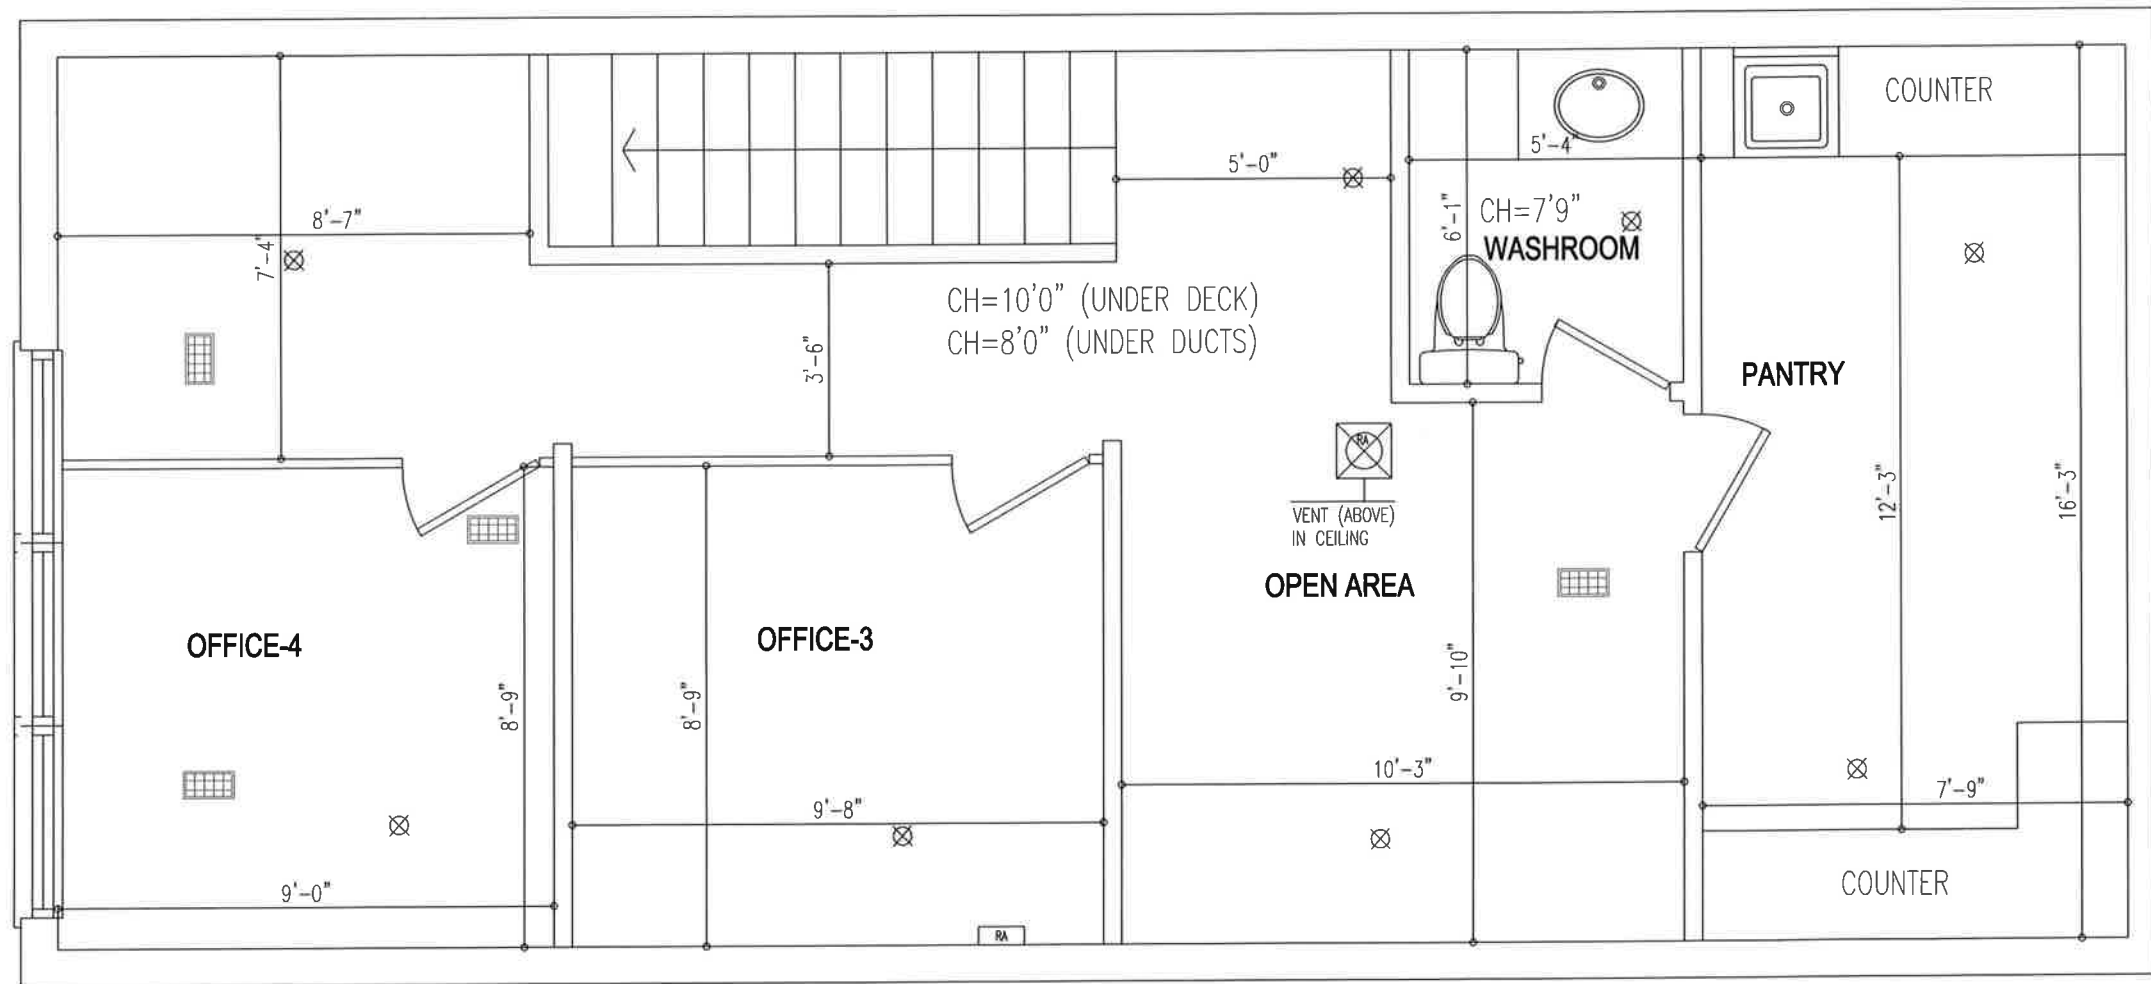 COUNTER
5'-4"
5'-0"
8'-7"
7'-4"
6'-1"
CH=7'9"
WASHROOM
CH=10'0" (UNDER DECK)
CH=8'0" (UNDER DUCTS)
3'-6"
PANTRY
RA
VENT (ABOVE)
IN CEILING
12'-3"
16'-3"
OPEN AREA
OFFICE-4
OFFICE-3
8'-9"
8'-9"
9'-10"
10'-3"
7'-9"
9'-8"
9'-0"
COUNTER
RA